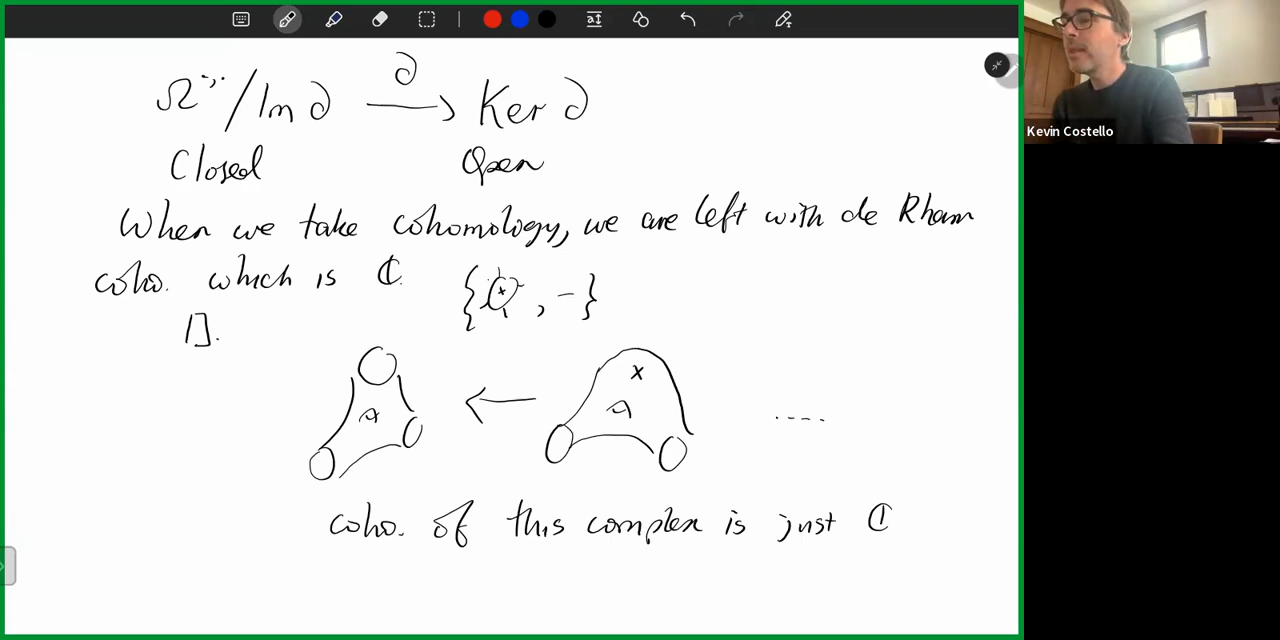 Ω^{·,·}/Im ∂ —∂→ Ker ∂
Closed Open
When we take cohomology, we are left with de Rham
coho. which is ℂ.
{ x , – }
x
coho. of this complex is just ℂ
Kevin Costello